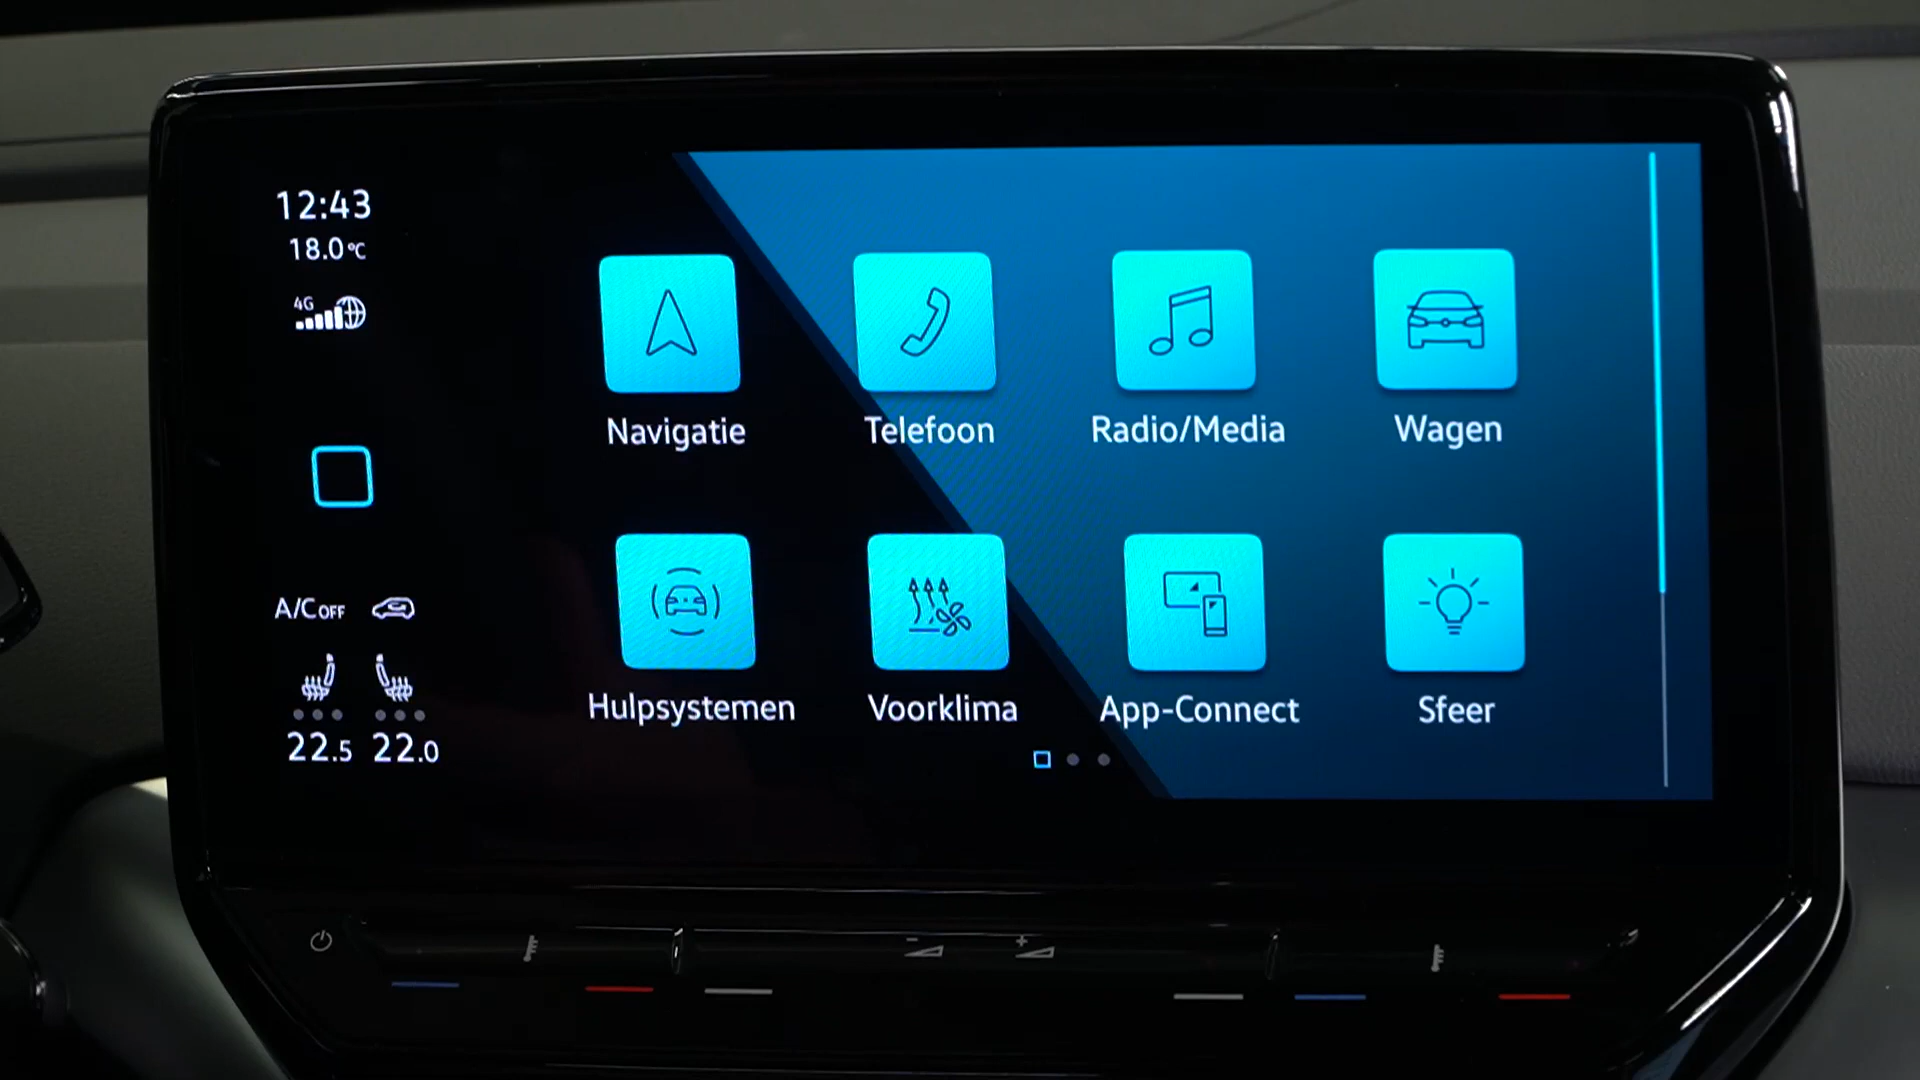 12:43
18.0°C
4G
Navigatie
Telefoon
Radio/Media
Wagen
A/C OFF
Hulpsystemen
Voorklima
App-Connect
Sfeer
22.5
22.0